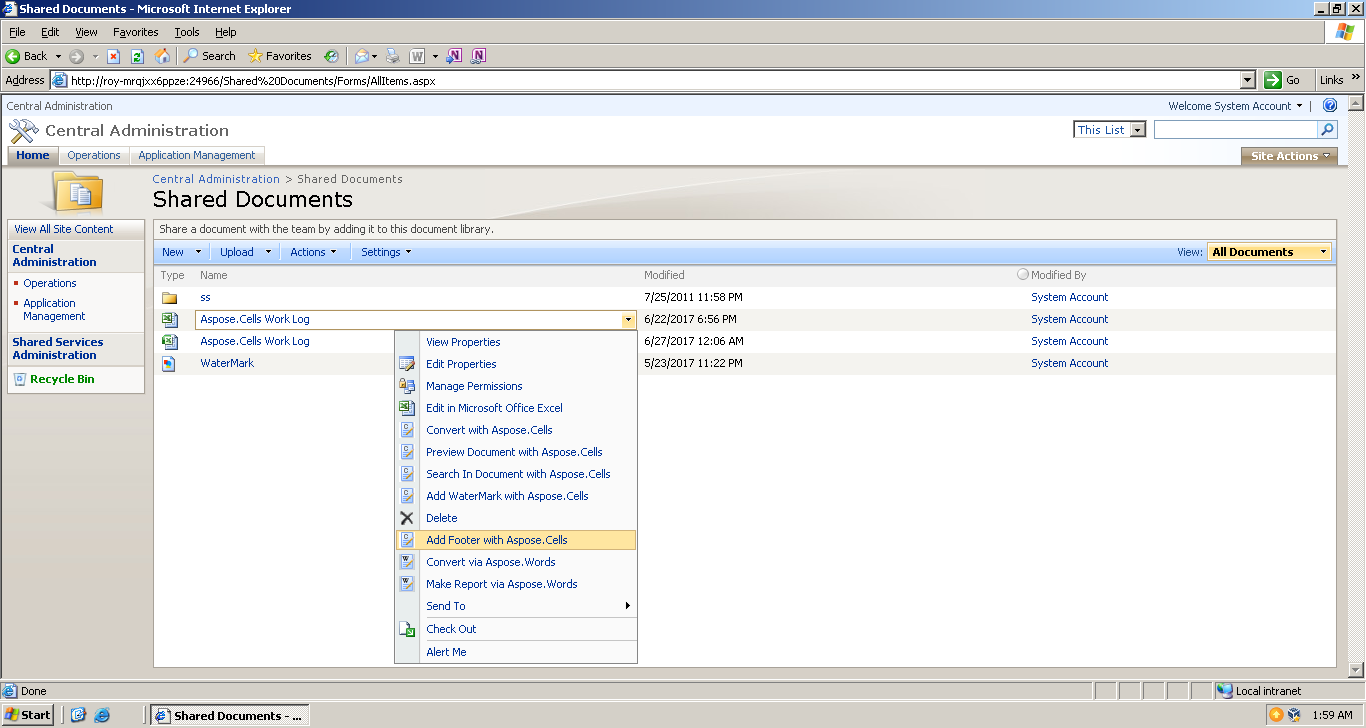 Shared Documents - Microsoft Internet Explorer
File Edit View Favorites Tools Help
Back Search Favorites
Address http://roy-mrqjxx6ppze:24966/Shared%20Documents/Forms/AllItems.aspx Go Links »
Central Administration Welcome System Account
Central Administration This List
Home Operations Application Management Site Actions
Central Administration > Shared Documents
Shared Documents
View All Site Content
Central Administration
Operations
Application Management
Shared Services Administration
Recycle Bin
Share a document with the team by adding it to this document library.
New Upload Actions Settings View: All Documents
Type Name Modified Modified By
ss 7/25/2011 11:58 PM System Account
Aspose.Cells Work Log 6/22/2017 6:56 PM System Account
Aspose.Cells Work Log 6/27/2017 12:06 AM System Account
WaterMark 5/23/2017 11:22 PM System Account
View Properties
Edit Properties
Manage Permissions
Edit in Microsoft Office Excel
Convert with Aspose.Cells
Preview Document with Aspose.Cells
Search In Document with Aspose.Cells
Add WaterMark with Aspose.Cells
Delete
Add Footer with Aspose.Cells
Convert via Aspose.Words
Make Report via Aspose.Words
Send To
Check Out
Alert Me
Done Local intranet
Start Shared Documents - ... 1:59 AM